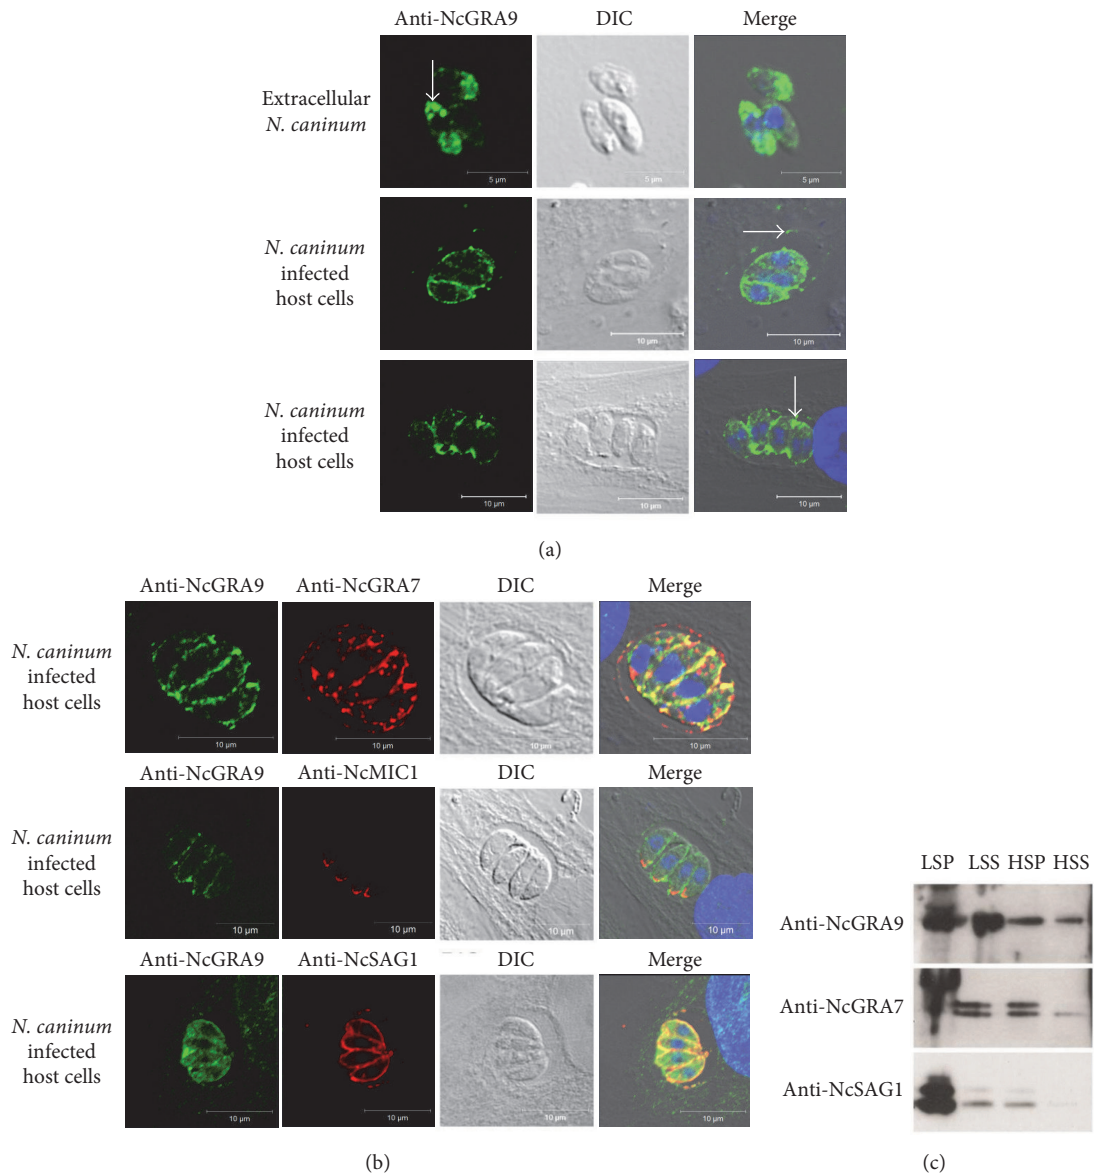 Anti-NcGRA9 DIC Merge
Extracellular
N. caninum
5 µm 5 µm 5 µm
N. caninum
infected
host cells
10 µm 10 µm 10 µm
N. caninum
infected
host cells
10 µm 10 µm 10 µm
(a)
Anti-NcGRA9 Anti-NcGRA7 DIC Merge
N. caninum
infected
host cells
10 µm 10 µm 10 µm 10 µm
Anti-NcGRA9 Anti-NcMIC1 DIC Merge
N. caninum
infected
host cells
10 µm 10 µm 10 µm 10 µm
Anti-NcGRA9 Anti-NcSAG1 DIC Merge
N. caninum
infected
host cells
10 µm 10 µm 10 µm 10 µm
(b)
LSP LSS HSP HSS
Anti-NcGRA9
Anti-NcGRA7
Anti-NcSAG1
(c)